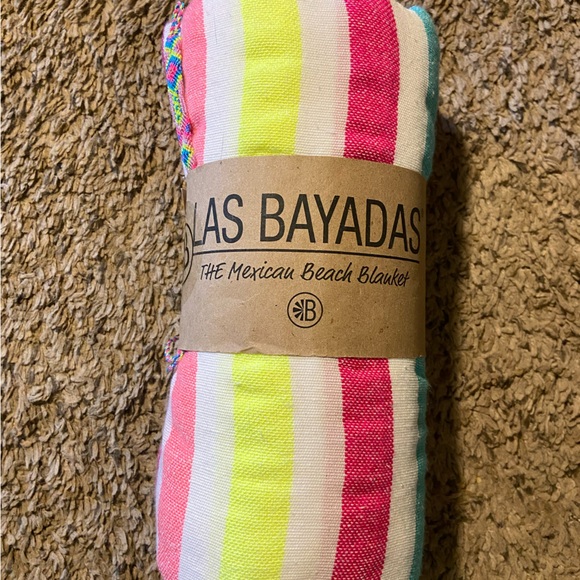 LAS BAYADAS
THE Mexican Beach Blanket
B